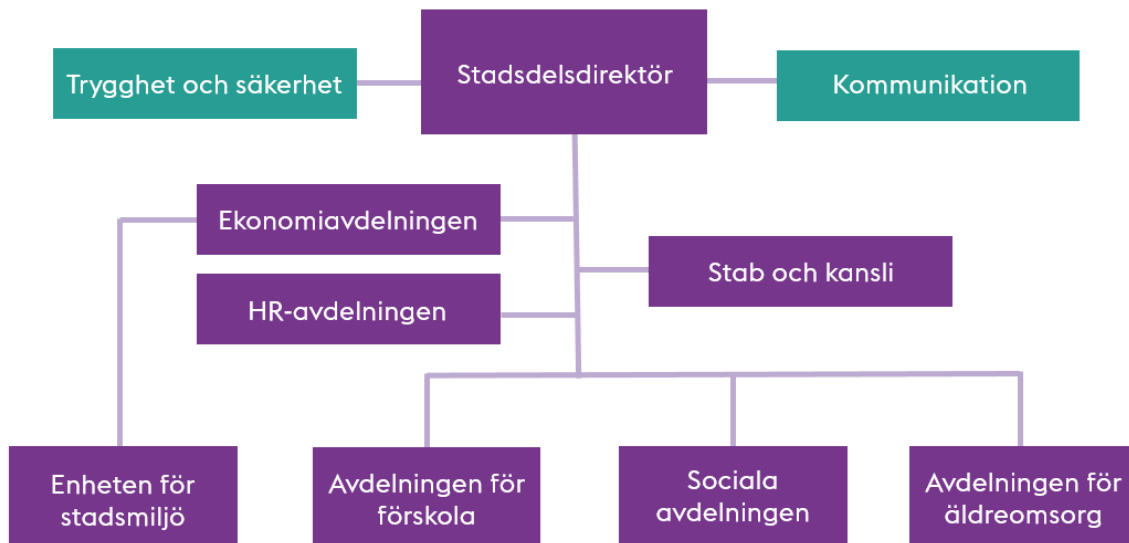 Stadsdelsdirektör
Trygghet och säkerhet
Kommunikation
Ekonomiavdelningen
Stab och kansli
HR-avdelningen
Enheten för
stadsmiljö
Avdelningen för
förskola
Sociala
avdelningen
Avdelningen för
äldreomsorg